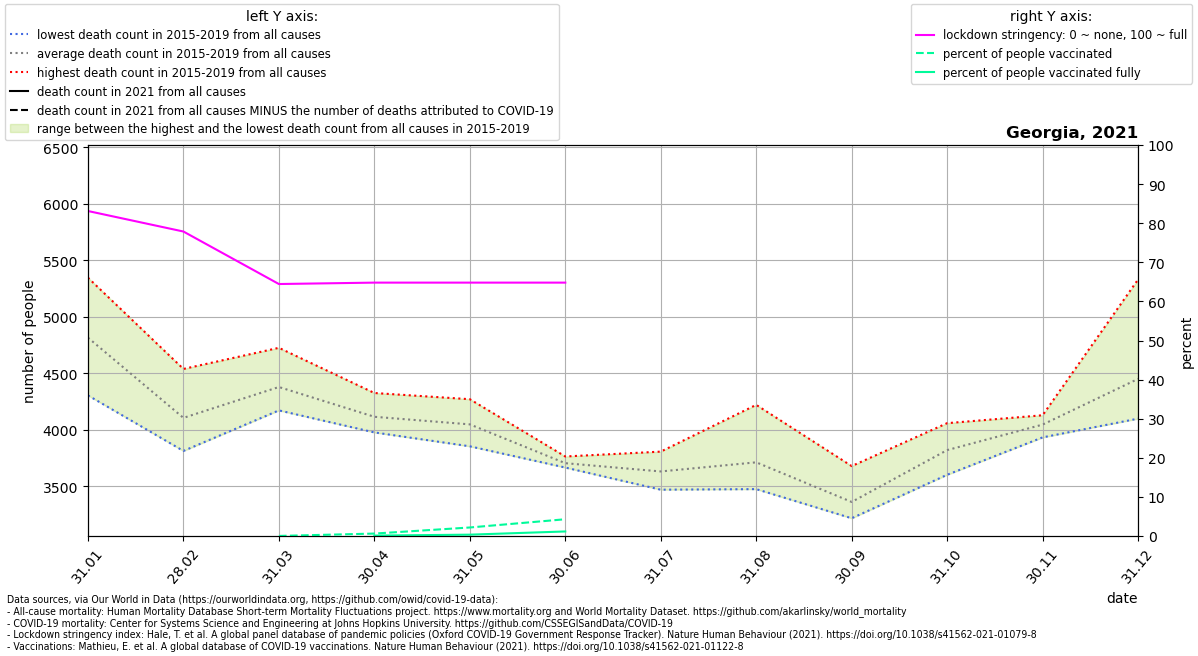 left Y axis:
lowest death count in 2015-2019 from all causes
average death count in 2015-2019 from all causes
highest death count in 2015-2019 from all causes
death count in 2021 from all causes
death count in 2021 from all causes MINUS the number of deaths attributed to COVID-19
range between the highest and the lowest death count from all causes in 2015-2019
right Y axis:
lockdown stringency: 0 ~ none, 100 ~ full
percent of people vaccinated
percent of people vaccinated fully
Georgia, 2021
6500
6000
5500
5000
4500
4000
3500
number of people
100
90
80
70
60
50
40
30
20
10
0
percent
31.01
28.02
31.03
30.04
31.05
30.06
31.07
31.08
30.09
31.10
30.11
31.12
date
Data sources, via Our World in Data (https://ourworldindata.org, https://github.com/owid/covid-19-data):
- All-cause mortality: Human Mortality Database Short-term Mortality Fluctuations project. https://www.mortality.org and World Mortality Dataset. https://github.com/akarlinsky/world_mortality
- COVID-19 mortality: Center for Systems Science and Engineering at Johns Hopkins University. https://github.com/CSSEGISandData/COVID-19
- Lockdown stringency index: Hale, T. et al. A global panel database of pandemic policies (Oxford COVID-19 Government Response Tracker). Nature Human Behaviour (2021). https://doi.org/10.1038/s41562-021-01079-8
- Vaccinations: Mathieu, E. et al. A global database of COVID-19 vaccinations. Nature Human Behaviour (2021). https://doi.org/10.1038/s41562-021-01122-8